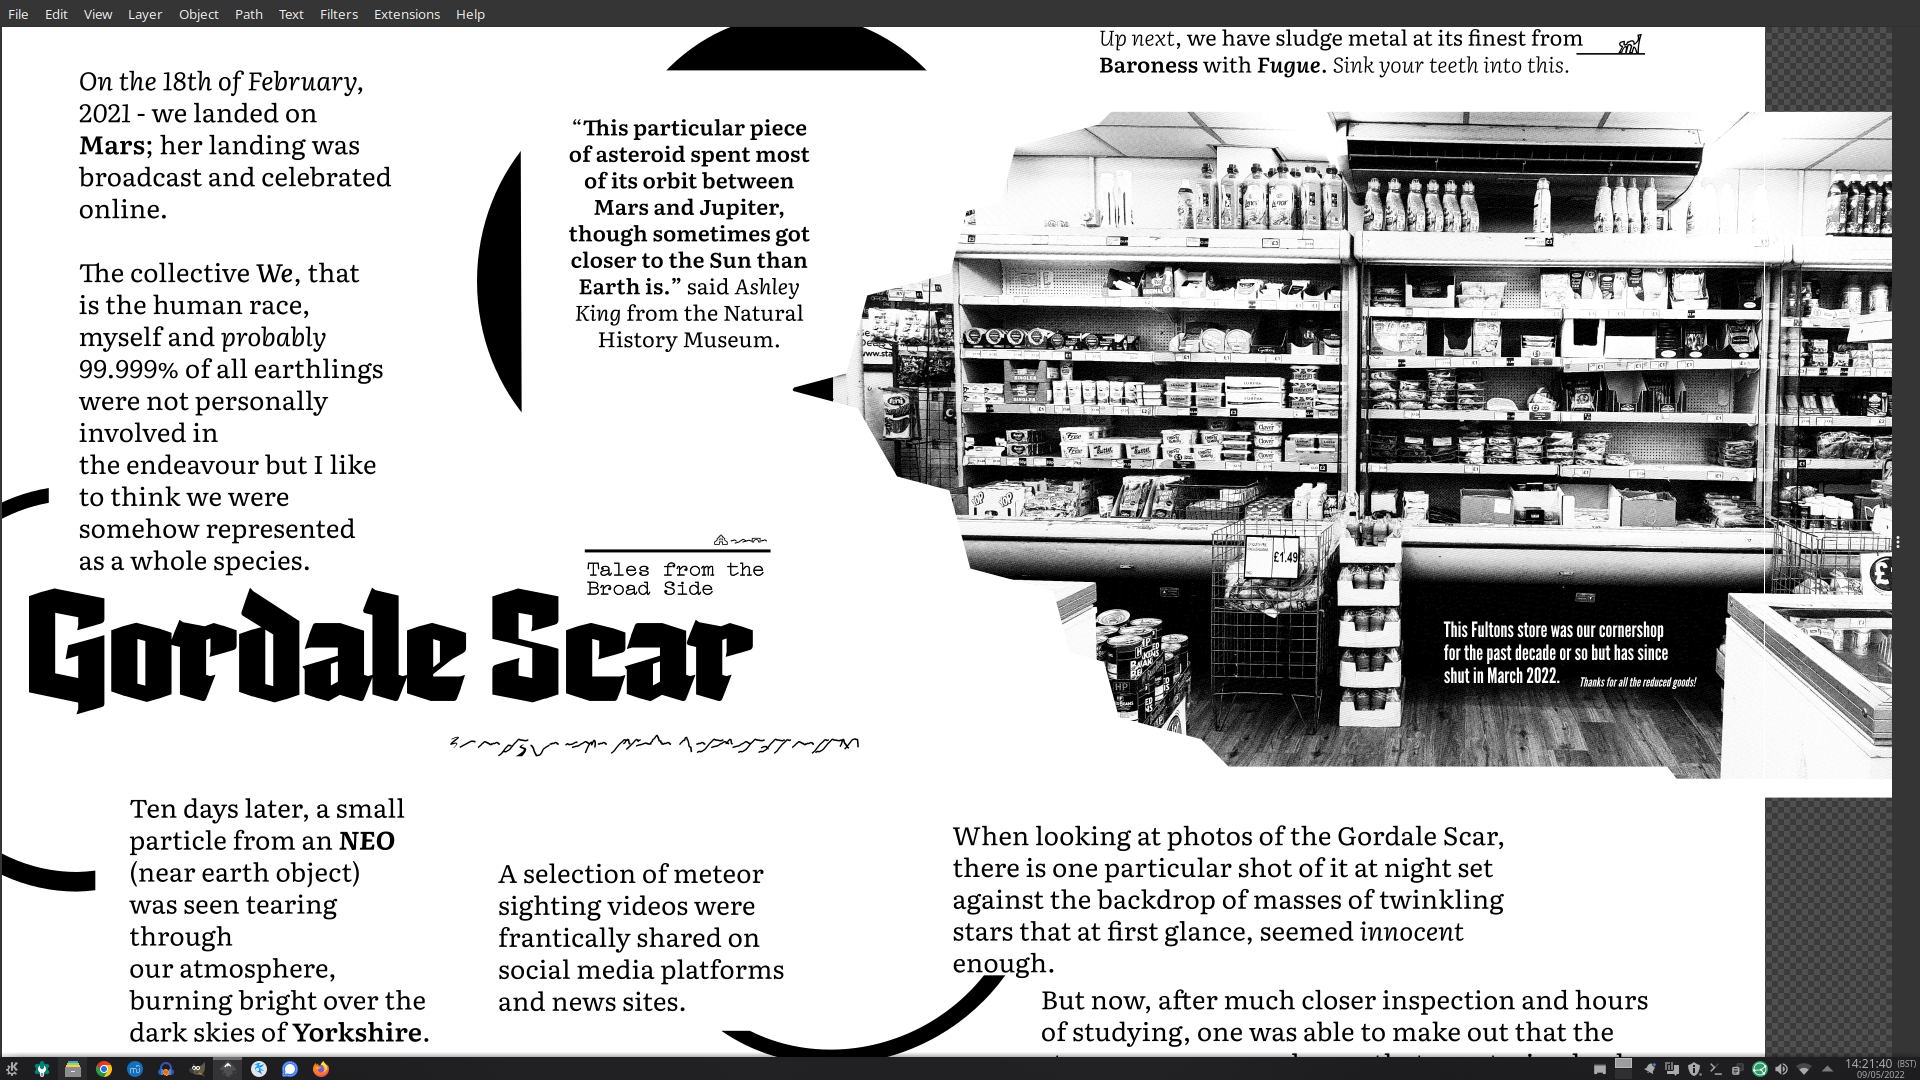 File Edit View Layer Object Path Text Filters Extensions Help
Up next, we have sludge metal at its finest from
Baroness with Fugue. Sink your teeth into this.
On the 18th of February,
2021 - we landed on
Mars; her landing was
broadcast and celebrated
online.
The collective We, that
is the human race,
myself and probably
99.999% of all earthlings
were not personally
involved in
the endeavour but I like
to think we were
somehow represented
as a whole species.
“This particular piece
of asteroid spent most
of its orbit between
Mars and Jupiter,
though sometimes got
closer to the Sun than
Earth is.” said Ashley
King from the Natural
History Museum.
Tales from the
Broad Side
Gordale Scar
£1.49
This Fultons store was our cornershop
for the past decade or so but has since
shut in March 2022.
Thanks for all the reduced goods!
Ten days later, a small
particle from an NEO
(near earth object)
was seen tearing
through
our atmosphere,
burning bright over the
dark skies of Yorkshire.
A selection of meteor
sighting videos were
frantically shared on
social media platforms
and news sites.
When looking at photos of the Gordale Scar,
there is one particular shot of it at night set
against the backdrop of masses of twinkling
stars that at first glance, seemed innocent
enough.
But now, after much closer inspection and hours
of studying, one was able to make out that the
14:21:40 (BST)
09/05/2022